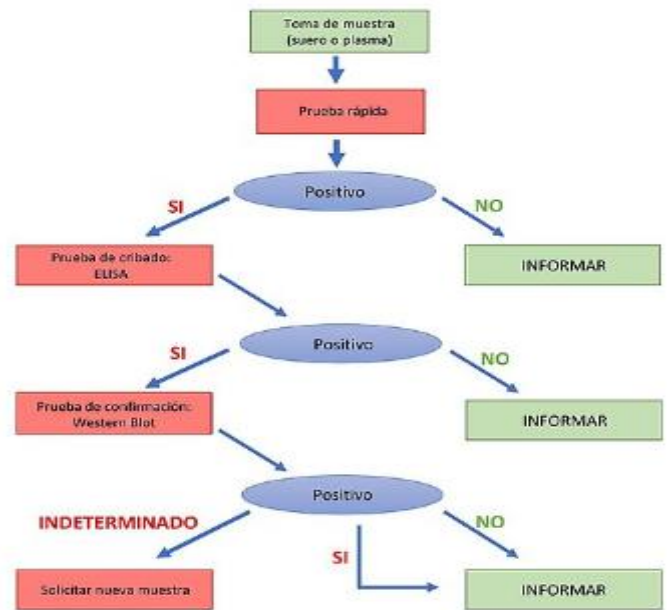 Toma de muestra
(suero o plasma)
Prueba rápida
Positivo
SI
NO
Prueba de cribado:
ELISA
INFORMAR
Positivo
SI
NO
Prueba de confirmación:
Western Blot
INFORMAR
Positivo
INDETERMINADO
NO
SI
Solicitar nueva muestra
INFORMAR